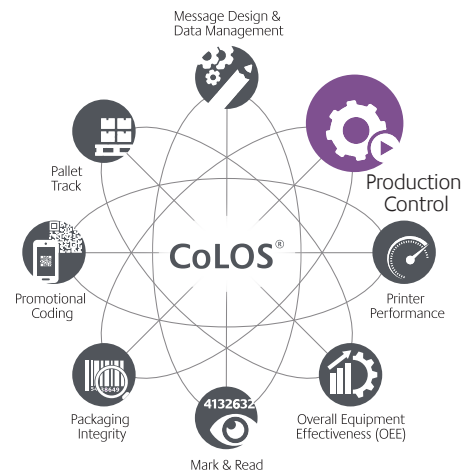 Message Design &
Data Management
Production
Control
Pallet
Track
CoLOS®
Promotional
Coding
Printer
Performance
Packaging
Integrity
4132632
Overall Equipment
Effectiveness (OEE)
Mark & Read